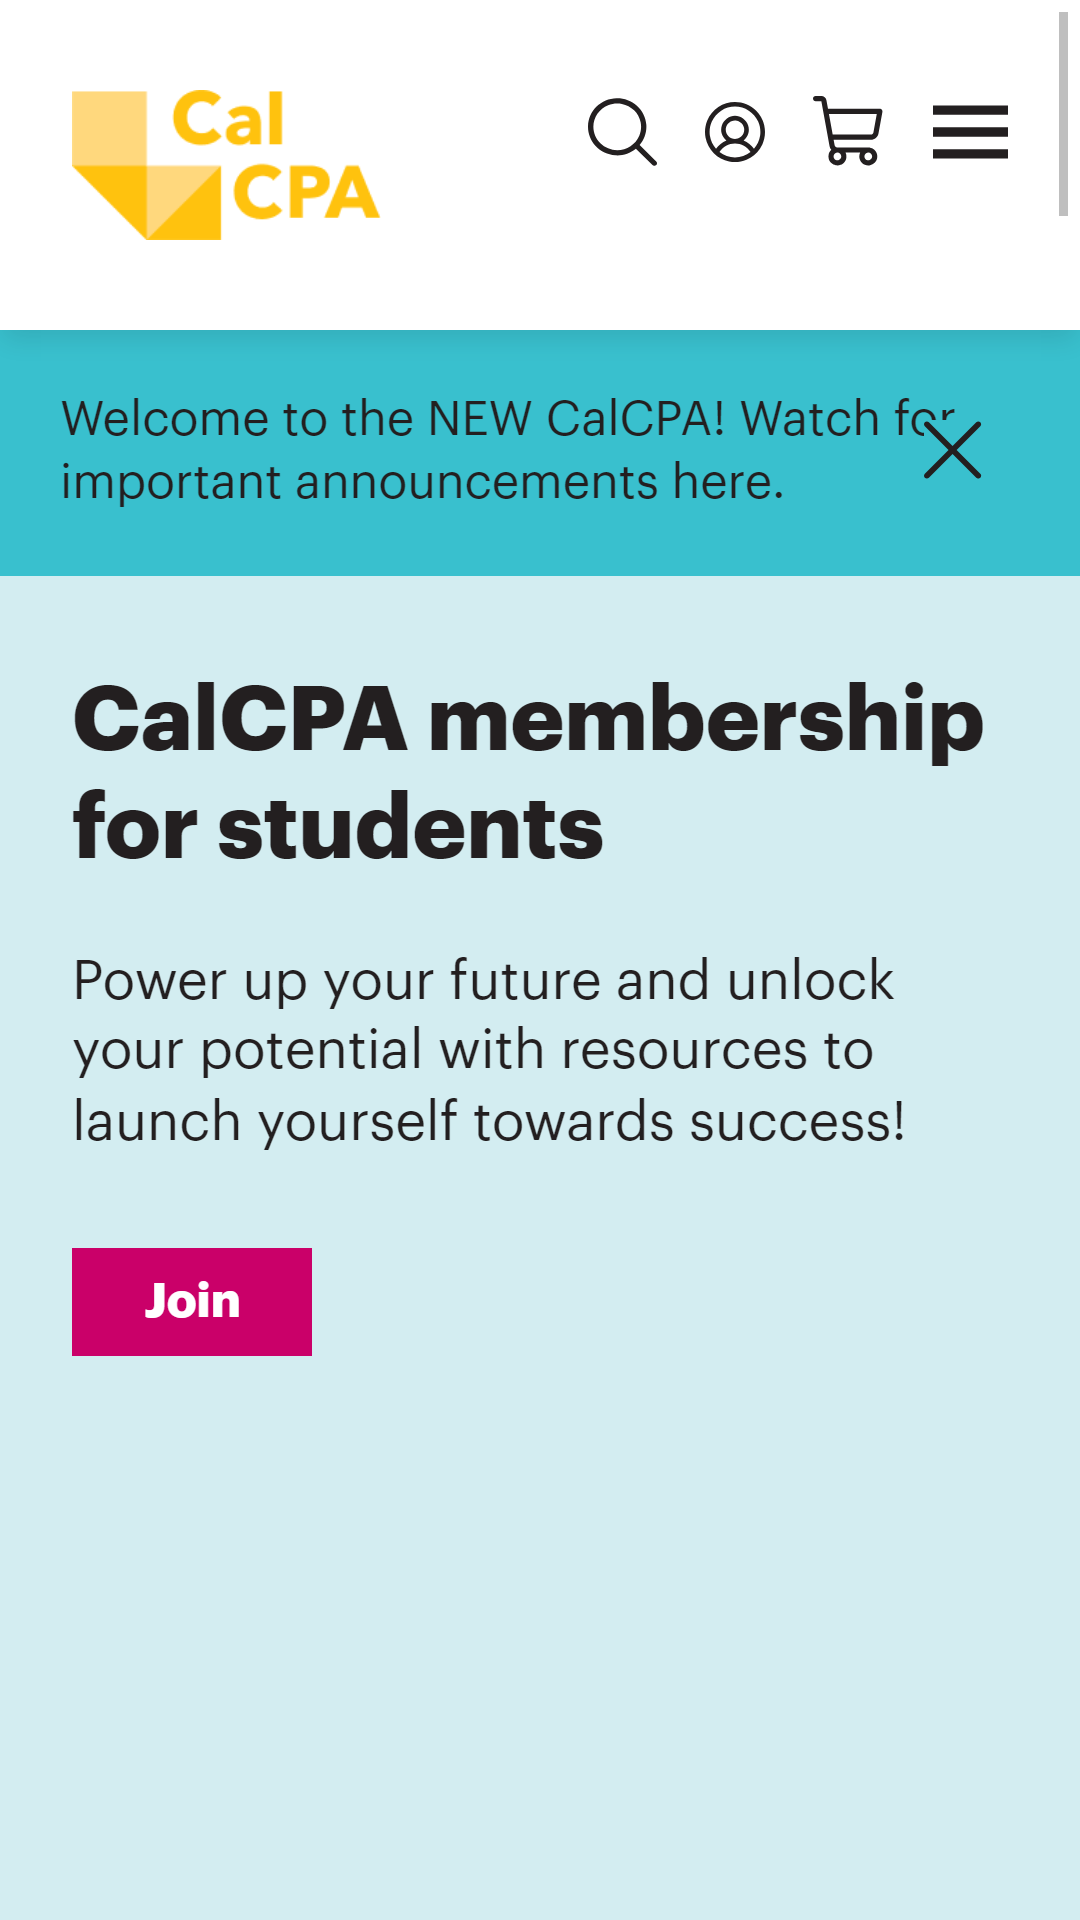 Cal
CPA
Welcome to the NEW CalCPA! Watch for
important announcements here.
CalCPA membership
for students
Power up your future and unlock
your potential with resources to
launch yourself towards success!
Join